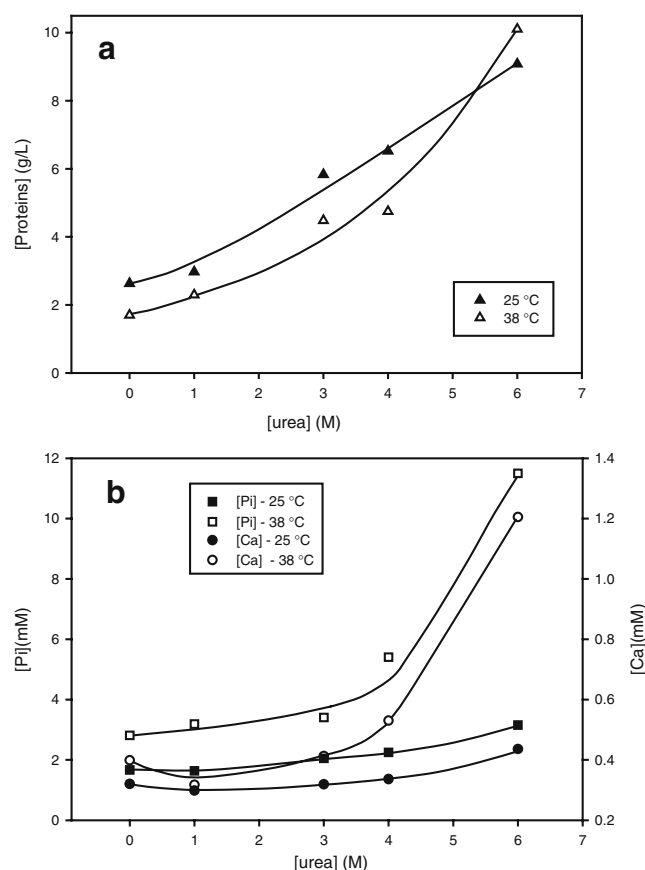 a
10
8
6
4
2
0
[Proteins] (g/L)
25 °C
38 °C
0 1 2 3 4 5 6 7
[urea] (M)
b
12
10
8
6
4
2
0
[Pi](mM)
[Pi] - 25 °C
[Pi] - 38 °C
[Ca] - 25 °C
[Ca] - 38 °C
1.4
1.2
1.0
0.8
0.6
0.4
0.2
[Ca](mM)
0 1 2 3 4 5 6 7
[urea] (M)